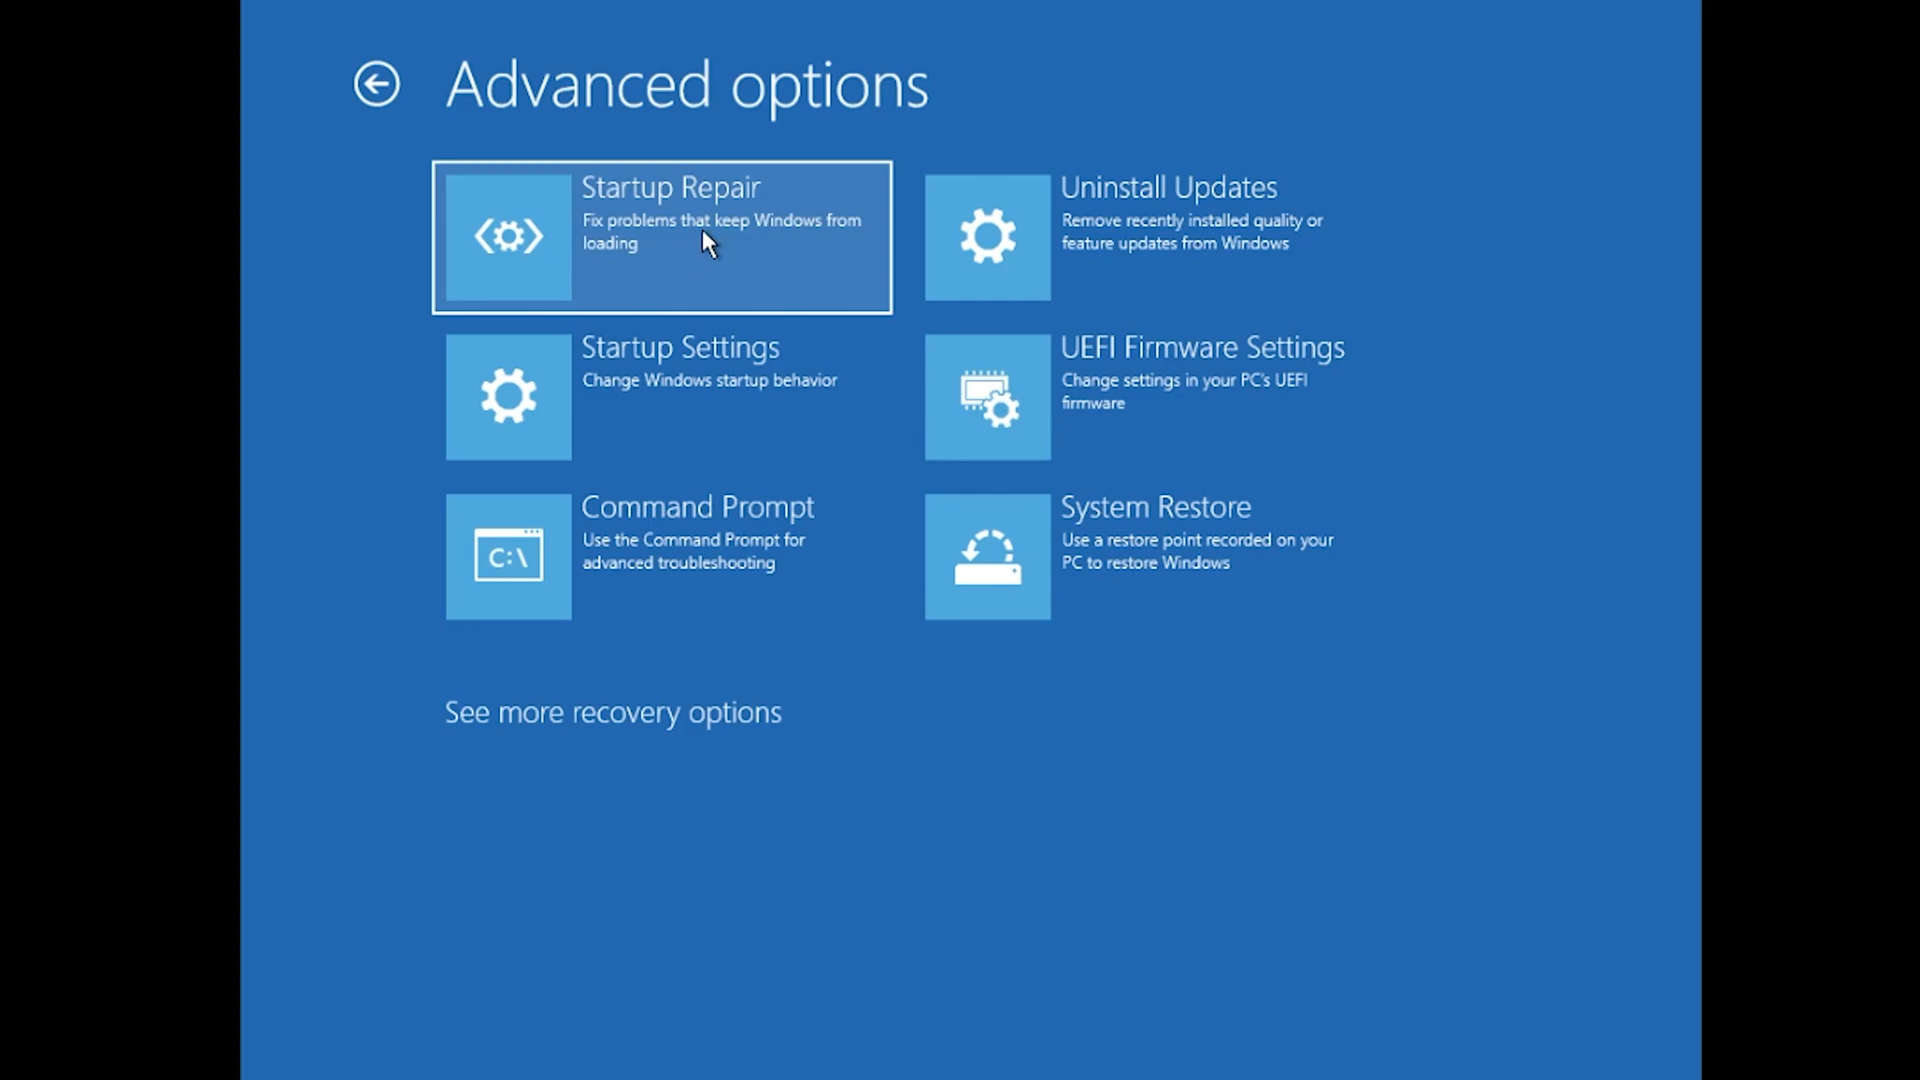 Advanced options
Startup Repair
Fix problems that keep Windows from
loading
Uninstall Updates
Remove recently installed quality or
feature updates from Windows
Startup Settings
Change Windows startup behavior
UEFI Firmware Settings
Change settings in your PC's UEFI
firmware
C:\
Command Prompt
Use the Command Prompt for
advanced troubleshooting
System Restore
Use a restore point recorded on your
PC to restore Windows
See more recovery options